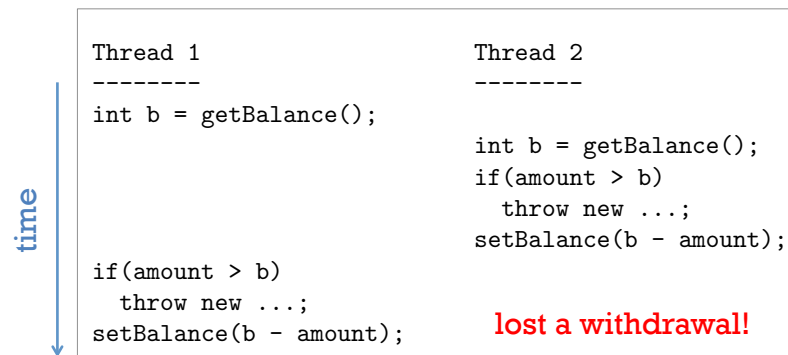 Thread 1
--------
int b = getBalance();
if(amount > b)
throw new ...;
setBalance(b - amount);
Thread 2
--------
int b = getBalance();
if(amount > b)
throw new ...;
setBalance(b - amount);
lost a withdrawal!
time